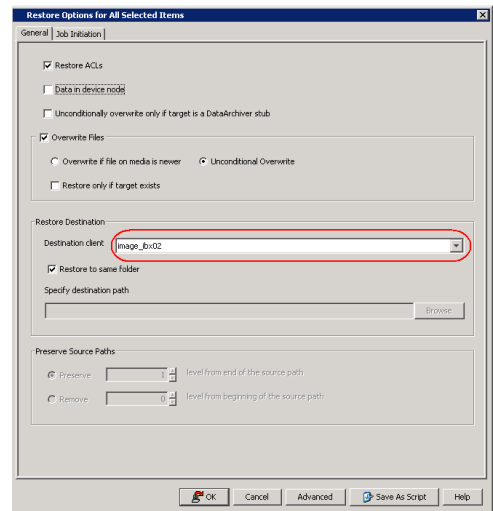 Restore Options for All Selected Items
General Job Initiation
Restore ACLs
Data in device node
Unconditionally overwrite only if target is a DataArchiver stub
Overwrite Files
Overwrite if file on media is newer Unconditional Overwrite
Restore only if target exists
Restore Destination
Destination client image_ibx02
Restore to same folder
Specify destination path
Browse
Preserve Source Paths
Preserve 1 level from end of the source path
Remove 0 level from beginning of the source path
OK Cancel Advanced Save As Script Help